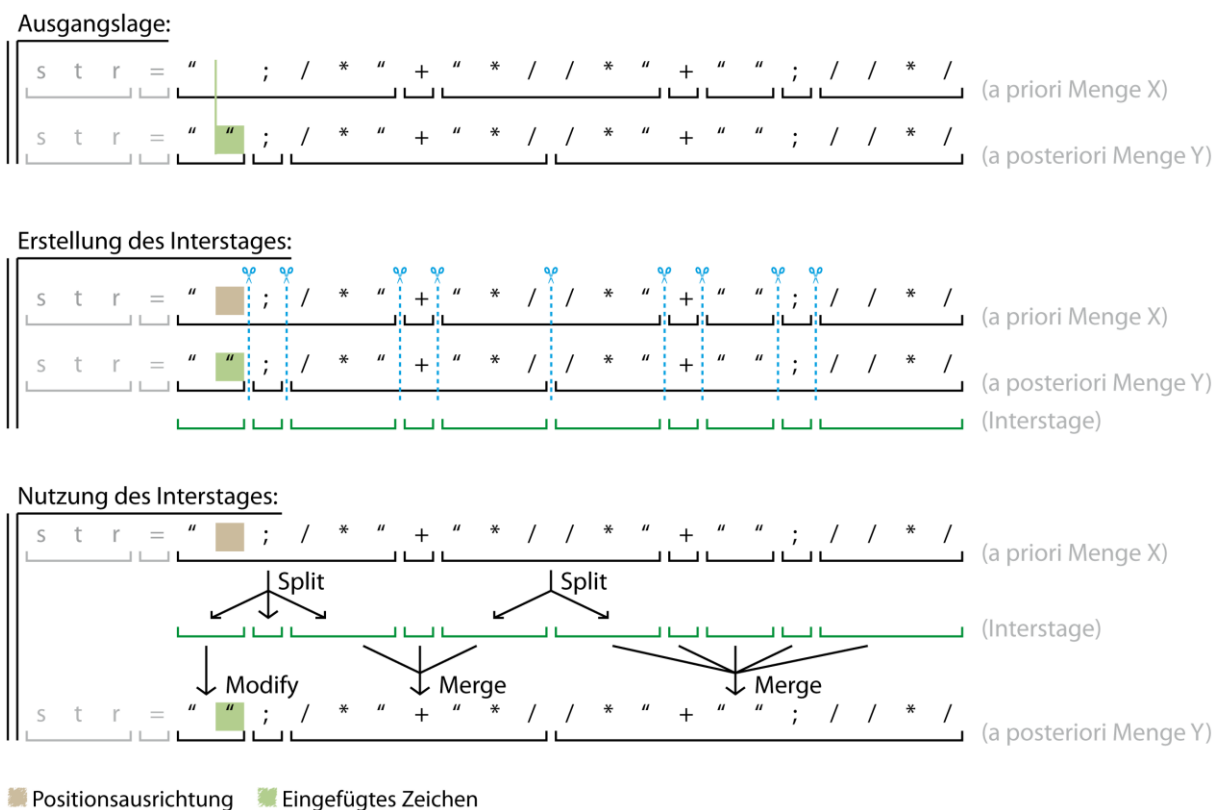 Ausgangslage:
s t r = “ ; / * “ + “ * / / * “ + “ “ ; / / * / (a priori Menge X)
s t r = “ “ ; / * “ + “ * / / * “ + “ “ ; / / * / (a posteriori Menge Y)
Erstellung des Interstages:
s t r = “ ; / * “ + “ * / / * “ + “ “ ; / / * / (a priori Menge X)
s t r = “ “ ; / * “ + “ * / / * “ + “ “ ; / / * / (a posteriori Menge Y)
(Interstage)
Nutzung des Interstages:
s t r = “ ; / * “ + “ * / / * “ + “ “ ; / / * / (a priori Menge X)
Split Split
(Interstage)
Modify Merge Merge
s t r = “ “ ; / * “ + “ * / / * “ + “ “ ; / / * / (a posteriori Menge Y)
Positionsausrichtung Eingefügtes Zeichen